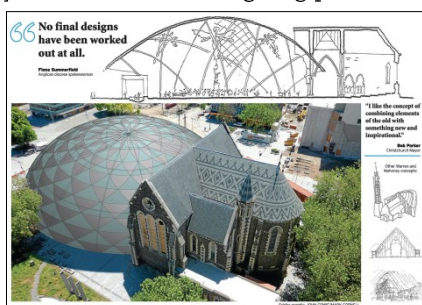 No final designs
have been worked
out at all.
Fiona Summerfield
Anglican diocese spokeswoman
"I like the concept of
combining elements
of the old with
something new and
inspirational."
Bob Parker
Christchurch Mayor
Other Warren and
Mahoney concepts